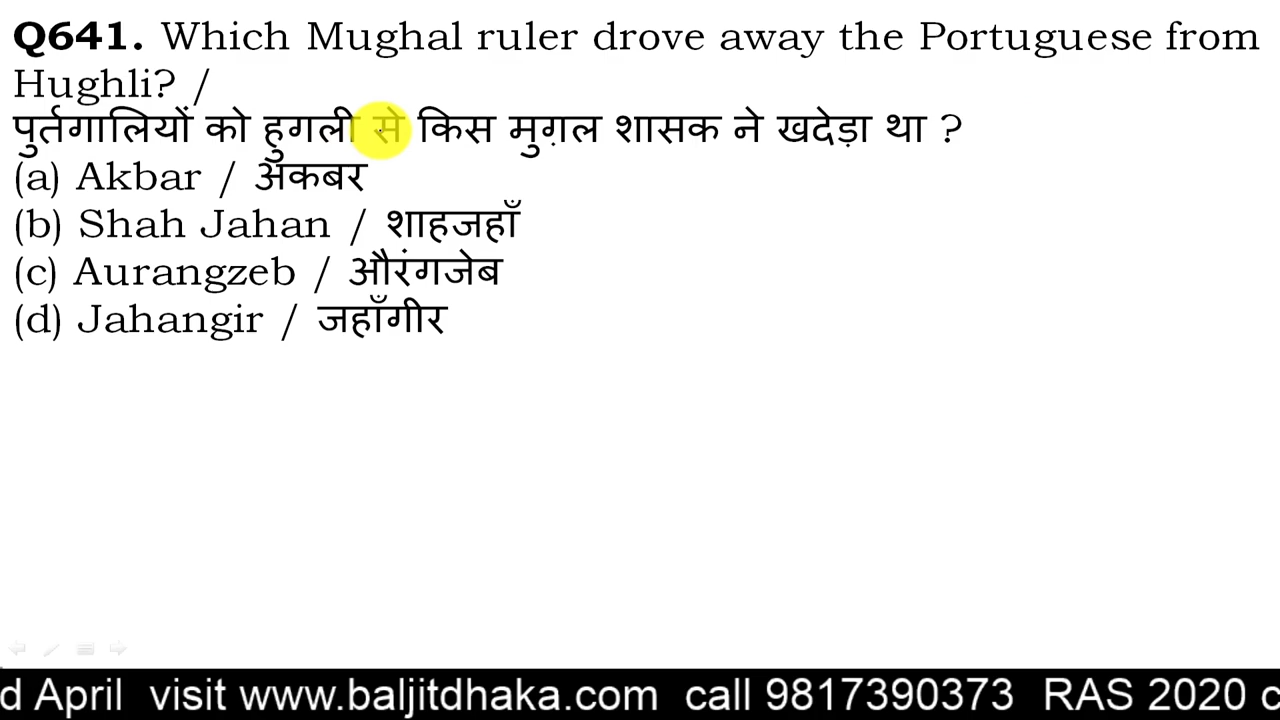 Q641. Which Mughal ruler drove away the Portuguese from
Hughli? /
पुर्तगालियों को हुगली से किस मुग़ल शासक ने खदेड़ा था ?
(a) Akbar / अकबर
(b) Shah Jahan / शाहजहाँ
(c) Aurangzeb / औरंगजेब
(d) Jahangir / जहाँगीर
d April visit www.baljitdhaka.com call 9817390373 RAS 2020 c